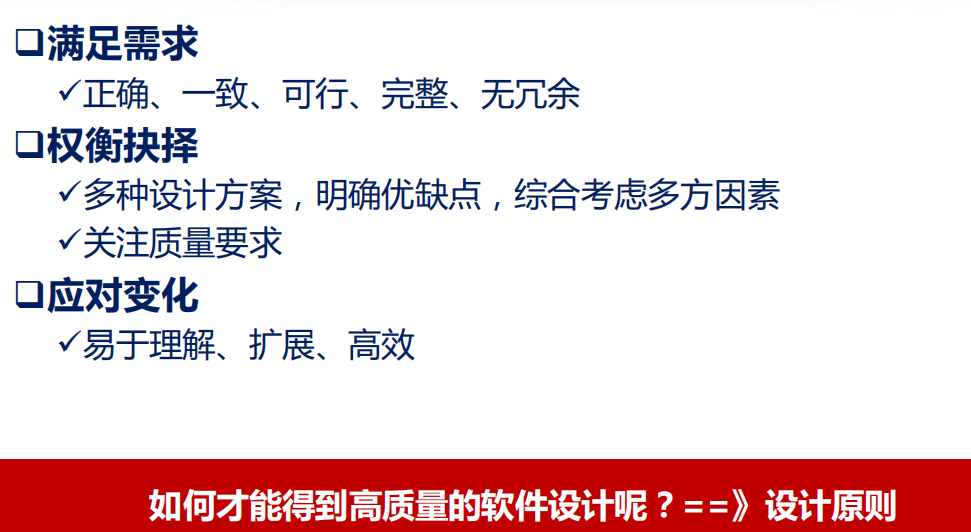 ❑满足需求
✓正确、一致、可行、完整、无冗余
❑权衡抉择
✓多种设计方案，明确优缺点，综合考虑多方因素
✓关注质量要求
❑应对变化
✓易于理解、扩展、高效
如何才能得到高质量的软件设计呢？==》设计原则